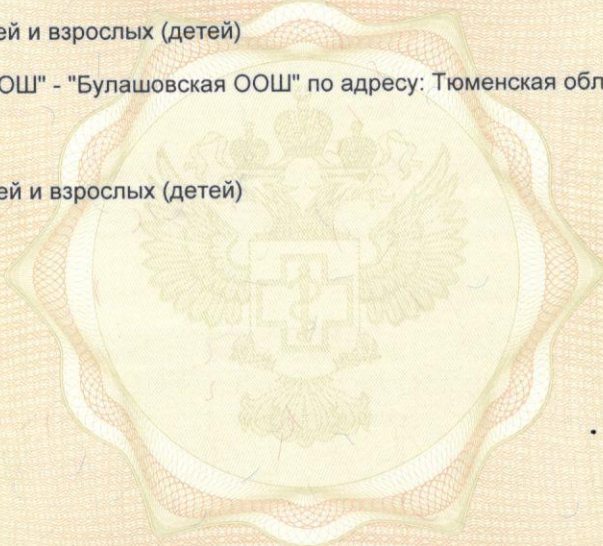 ей и взрослых (детей)
ОШ" - "Булашовская ООШ" по адресу: Тюменская обл
ей и взрослых (детей)